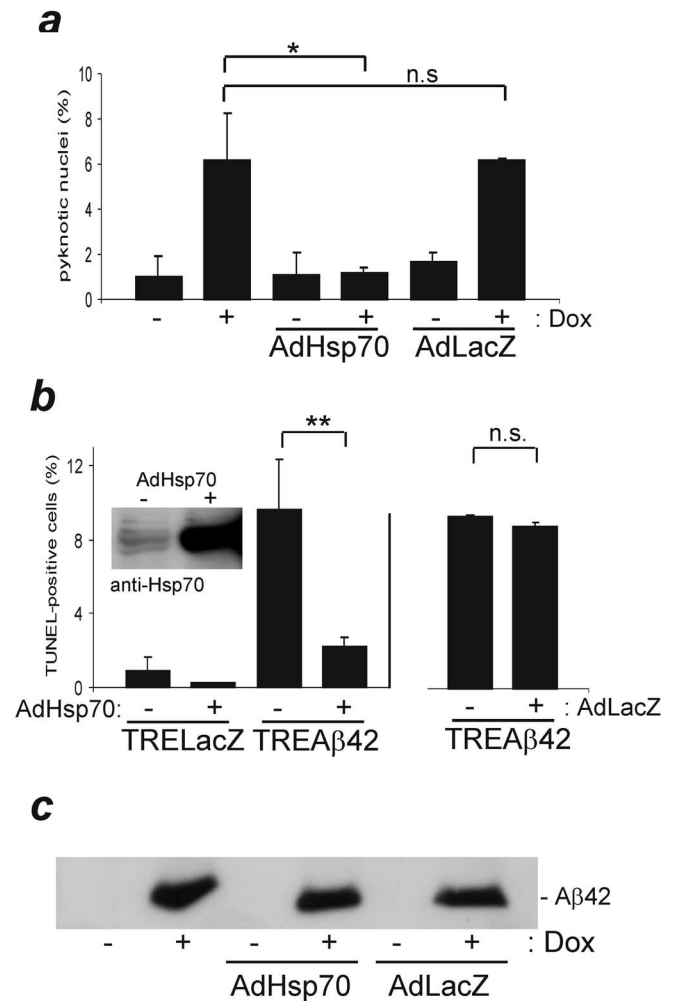 a
* n.s
pyknotic nuclei (%)
10
8
6
4
2
0
- + - + - + : Dox
AdHsp70 AdLacZ
b
** n.s.
TUNEL-positive cells (%)
12
8
4
0
AdHsp70
- +
anti-Hsp70
AdHsp70: - + - + - + : AdLacZ
TRELacZ TREAβ42 TREAβ42
c
- Aβ42
- + - + - + : Dox
AdHsp70 AdLacZ